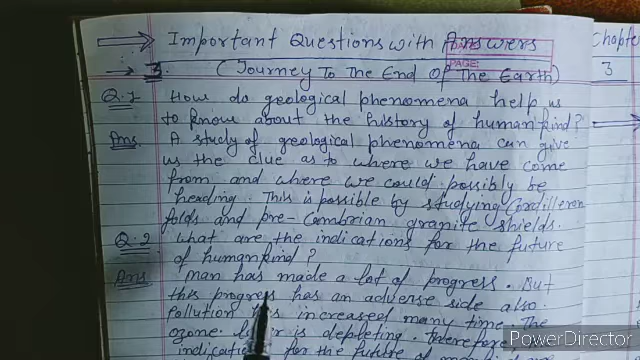 Important Questions with Answers
Chapter
PAGE:
3. (Journey To The End Of The Earth)
3
Q.1 How do geological phenomena help us
to know about the history of humankind?
Ans. A study of geological phenomena can give
us the clue as to where we have come
from and where we could possibly be
heading. This is possible by studying Cordilleran
folds and pre-Cambrian granite shields.
Q.2 What are the indications for the future
of humankind?
Ans Man has made a lot of progress. But
this progress has an adverse side also.
Pollution has increased many time. The
ozone is depleting. Therefore,
for the future of
PowerDirector